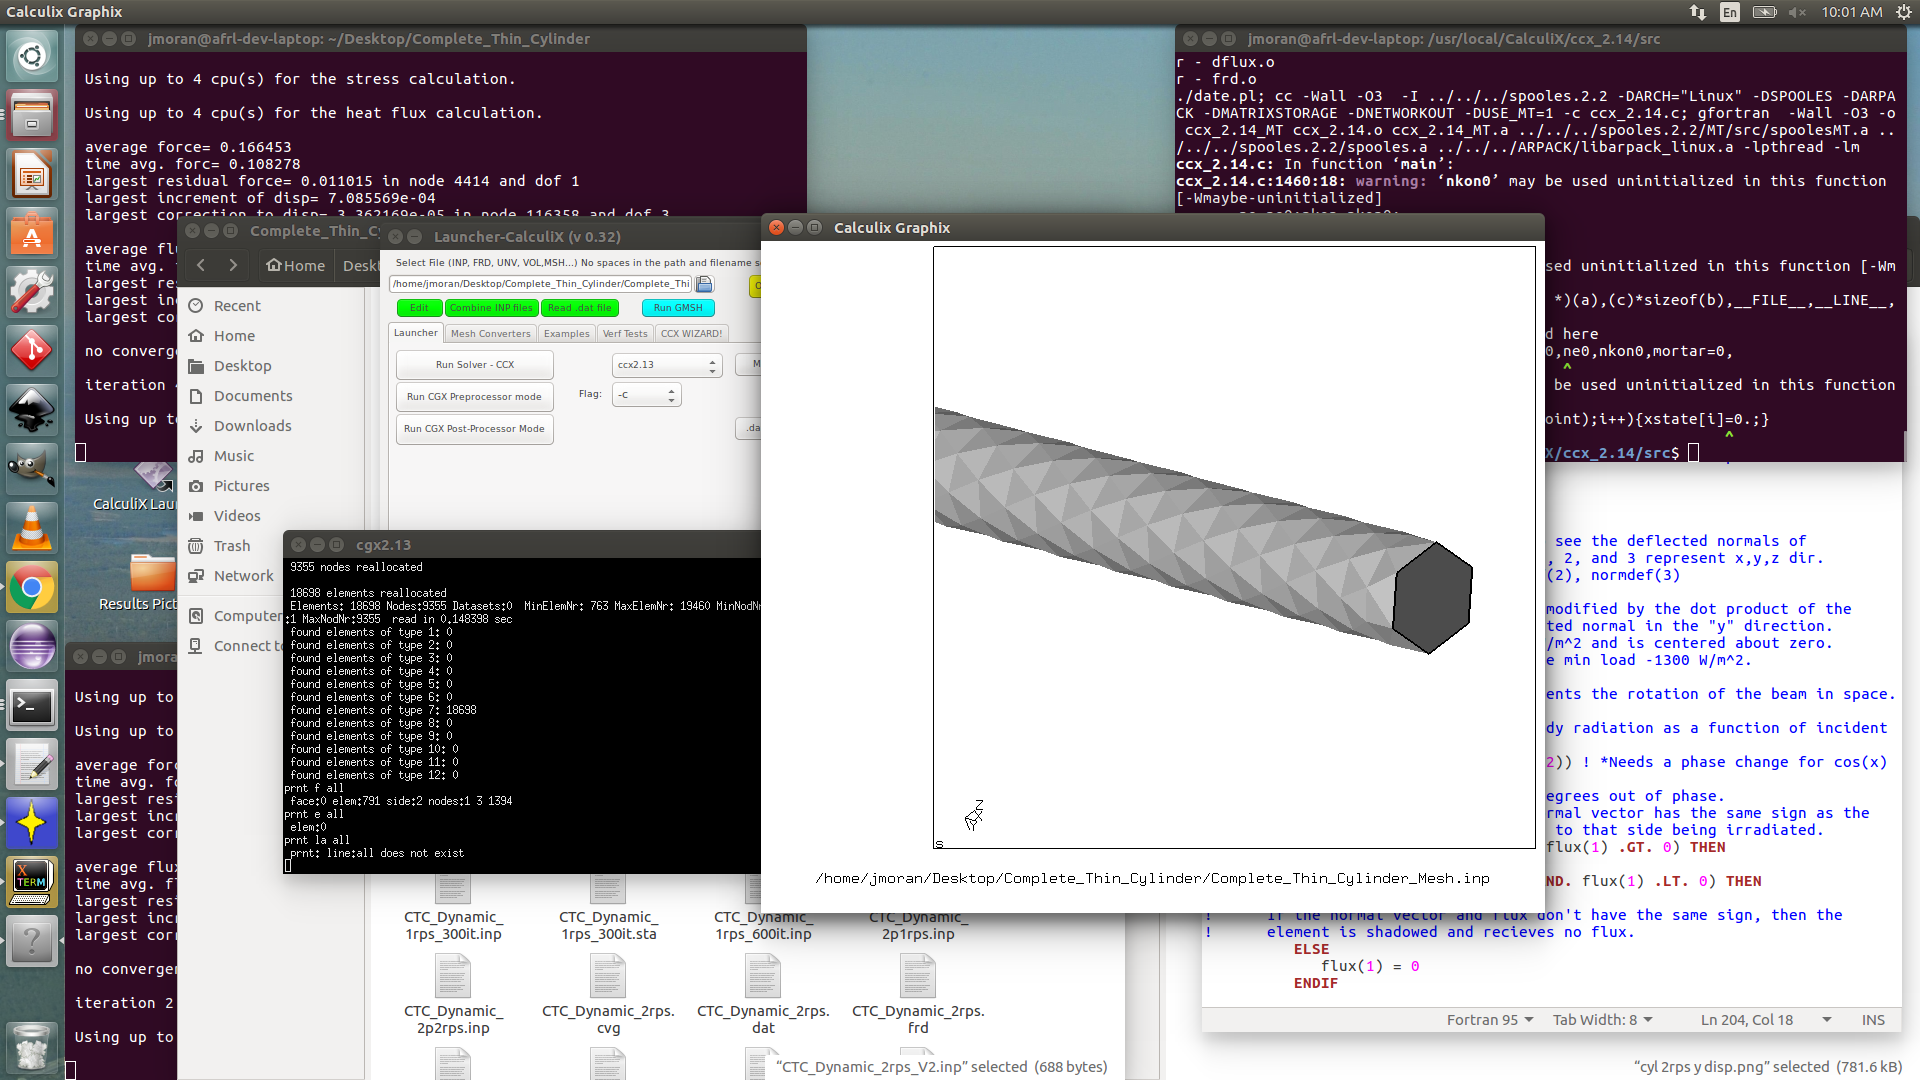 Calculix Graphix
En
10:01 AM
jmoran@afrl-dev-laptop: ~/Desktop/Complete_Thin_Cylinder
Using up to 4 cpu(s) for the stress calculation.
Using up to 4 cpu(s) for the heat flux calculation.
average force= 0.166453
time avg. forc= 0.108278
largest residual force= 0.011015 in node 4414 and dof 1
largest increment of disp= 7.085569e-04
largest correction to disp= 3.362169e-05 in node 116358 and dof 3
average fl
time avg.
largest re
largest in
largest co
no converg
iteration
Using up t
jmoran@afrl-dev-laptop: /usr/local/CalculiX/ccx_2.14/src
r - dflux.o
r - frd.o
./date.pl; cc -Wall -O3  -I ../../../spooles.2.2 -DARCH="Linux" -DSPOOLES -DARPA
CK -DMATRIXSTORAGE -DNETWORKOUT -DUSE_MT=1 -c ccx_2.14.c; gfortran  -Wall -O3 -o
ccx_2.14_MT ccx_2.14.o ccx_2.14_MT.a ../../../spooles.2.2/MT/src/spoolesMT.a ..
/../../spooles.2.2/spooles.a ../../../ARPACK/libarpack_linux.a -lpthread -lm
ccx_2.14.c: In function ‘main’:
ccx_2.14.c:1460:18: warning: ‘nkon0’ may be used uninitialized in this function
[-Wmaybe-uninitialized]
sed uninitialized in this function [-Wm
*)(a),(c)*sizeof(b),__FILE__,__LINE__,
d here
0,ne0,nkon0,mortar=0,
^
be used uninitialized in this function
oint);i++){xstate[i]=0.;}
^
X/ccx_2.14/src$
Complete_Thin_Cy
Home
Deskt
Recent
Home
Desktop
Documents
Downloads
Music
Pictures
Videos
Trash
Network
Computer
Connect to
Launcher-CalculiX (v 0.32)
Select File (INP, FRD, UNV, VOL,MSH...) No spaces in the path and filename s
/home/jmoran/Desktop/Complete_Thin_Cylinder/Complete_Thi
Edit
Combine INP files
Read .dat file
Run GMSH
Launcher
Mesh Converters
Examples
Verf Tests
CCX WIZARD!
Run Solver - CCX
ccx2.13
M
Run CGX Preprocessor mode
Flag:
-c
Run CGX Post-Processor Mode
.da
CalculiX Lau
Results Pict
cgx2.13
9355 nodes reallocated
18698 elements reallocated
Elements: 18698 Nodes:9355 Datasets:0  MinElemNr: 763 MaxElemNr: 19460 MinNodN
:1 MaxNodNr:9355  read in 0.148398 sec
found elements of type 1: 0
found elements of type 2: 0
found elements of type 3: 0
found elements of type 4: 0
found elements of type 5: 0
found elements of type 6: 0
found elements of type 7: 18698
found elements of type 8: 0
found elements of type 9: 0
found elements of type 10: 0
found elements of type 11: 0
found elements of type 12: 0
prnt f all
face:0 elem:791 side:2 nodes:1 3 1394
prnt e all
elem:0
prnt la all
prnt: line:all does not exist
Calculix Graphix
Z
X
Y
s
/home/jmoran/Desktop/Complete_Thin_Cylinder/Complete_Thin_Cylinder_Mesh.inp
jmora
Using up to
Using up to
average forc
time avg. fo
largest resi
largest incr
largest corr
average flux
time avg. fl
largest resi
largest incr
largest corr
no converger
iteration 2
Using up to
CTC_Dynamic_
1rps_300it.inp
CTC_Dynamic_
1rps_300it.sta
CTC_Dynamic_
1rps_600it.inp
CTC_Dynamic_
2p1rps.inp
CTC_Dynamic_
2p2rps.inp
CTC_Dynamic_2rps.
cvg
CTC_Dynamic_2rps.
dat
CTC_Dynamic_2rps.
frd
“CTC_Dynamic_2rps_V2.inp” selected (688 bytes)
see the deflected normals of
, 2, and 3 represent x,y,z dir.
(2), normdef(3)
modified by the dot product of the
ted normal in the "y" direction.
/m^2 and is centered about zero.
e min load -1300 W/m^2.
ents the rotation of the beam in space.
dy radiation as a function of incident
2)) ! *Needs a phase change for cos(x)
egrees out of phase.
rmal vector has the same sign as the
to that side being irradiated.
flux(1) .GT. 0) THEN
ND. flux(1) .LT. 0) THEN
! If the normal vector and flux don't have the same sign, then the
! element is shadowed and recieves no flux.
ELSE
flux(1) = 0
ENDIF
Fortran 95
Tab Width: 8
Ln 204, Col 18
INS
“cyl 2rps y disp.png” selected (781.6 kB)
X
TERM